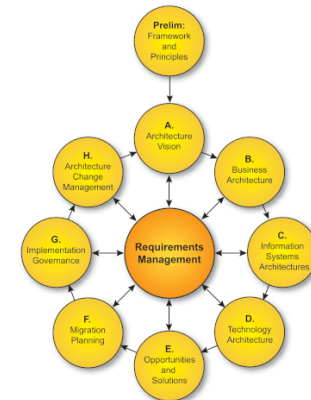 Prelim:
Framework
and
Principles
A.
Architecture
Vision
B.
Business
Architecture
C.
Information
Systems
Architectures
D.
Technology
Architecture
E.
Opportunities
and
Solutions
F.
Migration
Planning
G.
Implementation
Governance
H.
Architecture
Change
Management
Requirements
Management